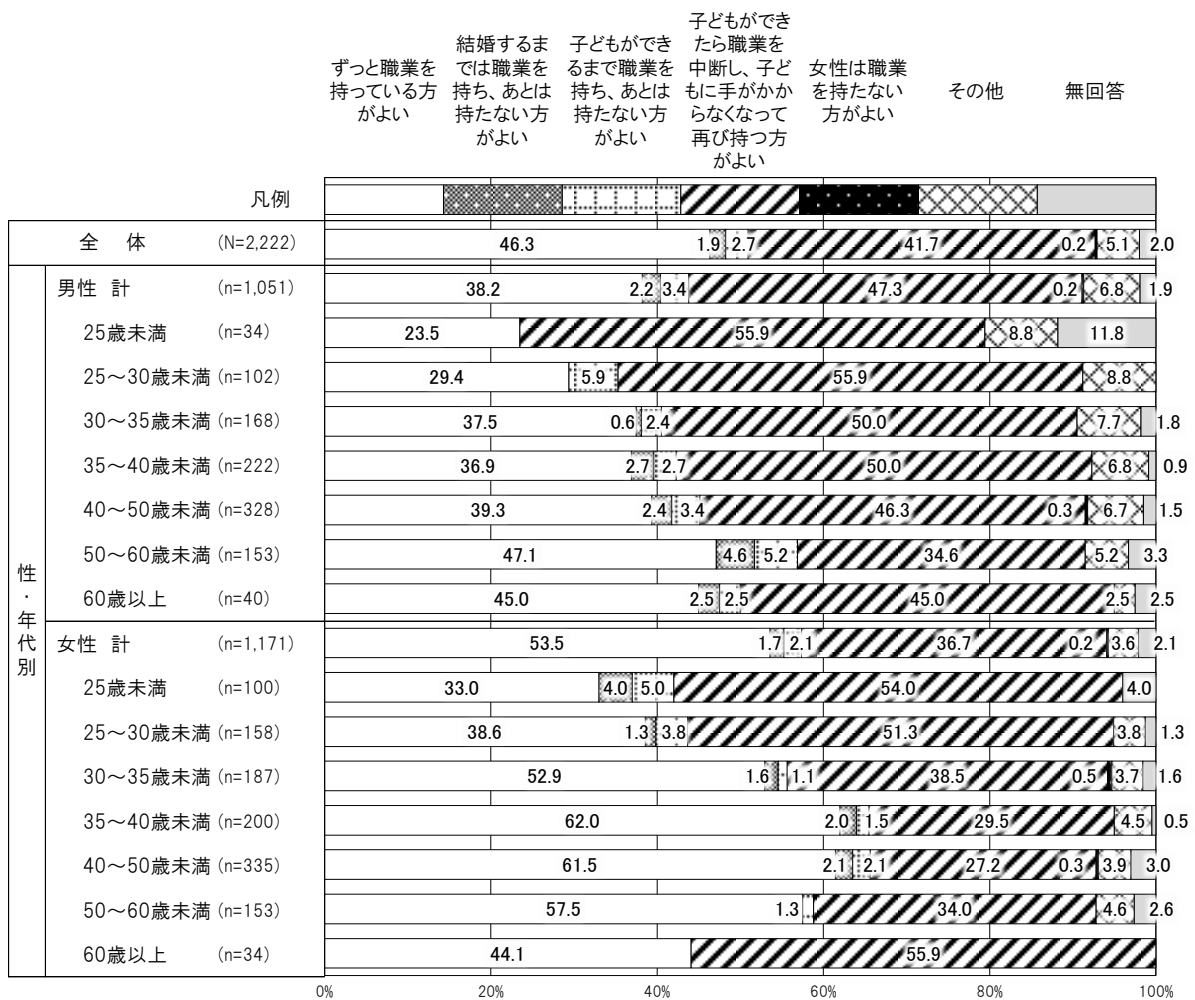 ずっと職業を
持っている方
がよい
結婚するま
では職業を
持ち、あとは
持たない方
がよい
子どもができ
るまで職業を
持ち、あとは
持たない方
がよい
子どもができ
たら職業を
中断し、子ど
もに手がかか
らなくなって
再び持つ方
がよい
女性は職業
を持たない
方がよい
その他
無回答
凡例
全 体 (N=2,222) 46.3 1.9 2.7 41.7 0.2 5.1 2.0
性・年代別
男性 計 (n=1,051) 38.2 2.2 3.4 47.3 0.2 6.8 1.9
25歳未満 (n=34) 23.5 55.9 8.8 11.8
25～30歳未満 (n=102) 29.4 5.9 55.9 8.8
30～35歳未満 (n=168) 37.5 0.6 2.4 50.0 7.7 1.8
35～40歳未満 (n=222) 36.9 2.7 2.7 50.0 6.8 0.9
40～50歳未満 (n=328) 39.3 2.4 3.4 46.3 0.3 6.7 1.5
50～60歳未満 (n=153) 47.1 4.6 5.2 34.6 5.2 3.3
60歳以上 (n=40) 45.0 2.5 2.5 45.0 2.5 2.5
女性 計 (n=1,171) 53.5 1.7 2.1 36.7 0.2 3.6 2.1
25歳未満 (n=100) 33.0 4.0 5.0 54.0 4.0
25～30歳未満 (n=158) 38.6 1.3 3.8 51.3 3.8 1.3
30～35歳未満 (n=187) 52.9 1.6 1.1 38.5 0.5 3.7 1.6
35～40歳未満 (n=200) 62.0 2.0 1.5 29.5 4.5 0.5
40～50歳未満 (n=335) 61.5 2.1 2.1 27.2 0.3 3.9 3.0
50～60歳未満 (n=153) 57.5 1.3 34.0 4.6 2.6
60歳以上 (n=34) 44.1 55.9
0% 20% 40% 60% 80% 100%